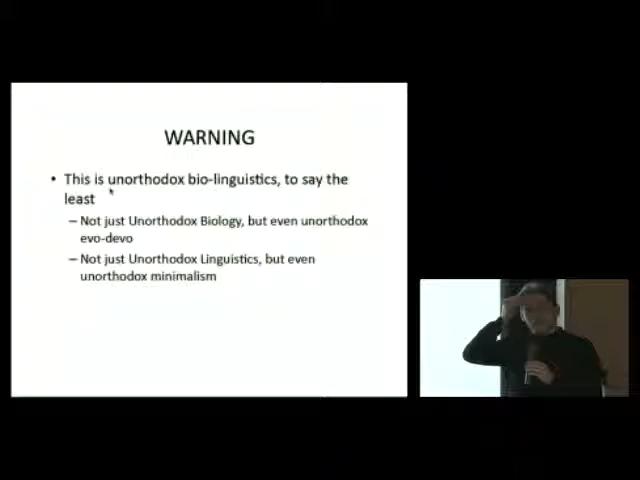 WARNING
• This is unorthodox bio-linguistics, to say the
least
– Not just Unorthodox Biology, but even unorthodox
evo-devo
– Not just Unorthodox Linguistics, but even
unorthodox minimalism